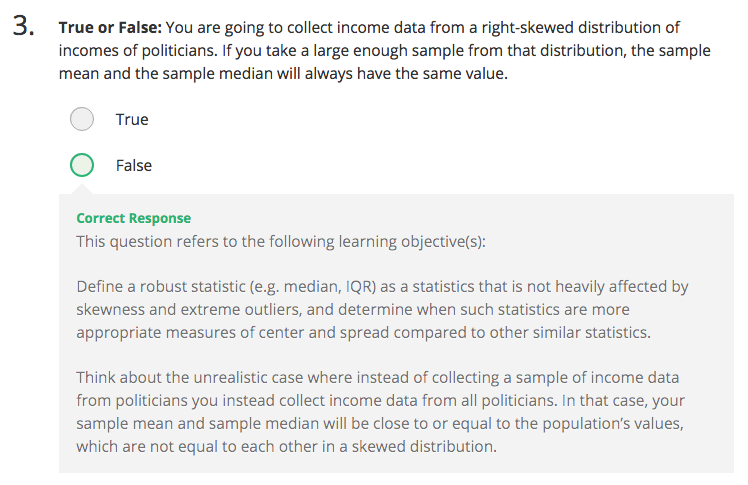 3. True or False: You are going to collect income data from a right-skewed distribution of
incomes of politicians. If you take a large enough sample from that distribution, the sample
mean and the sample median will always have the same value.
True
False
Correct Response
This question refers to the following learning objective(s):
Define a robust statistic (e.g. median, IQR) as a statistics that is not heavily affected by
skewness and extreme outliers, and determine when such statistics are more
appropriate measures of center and spread compared to other similar statistics.
Think about the unrealistic case where instead of collecting a sample of income data
from politicians you instead collect income data from all politicians. In that case, your
sample mean and sample median will be close to or equal to the population's values,
which are not equal to each other in a skewed distribution.